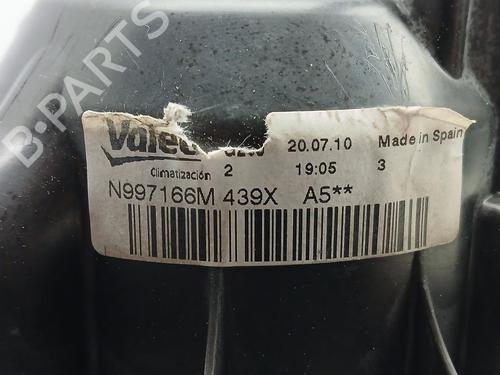 B-PARTS
Valeo 20.07.10 Made in Spain
Climatización 2 19:05 3
N997166M 439X A5**